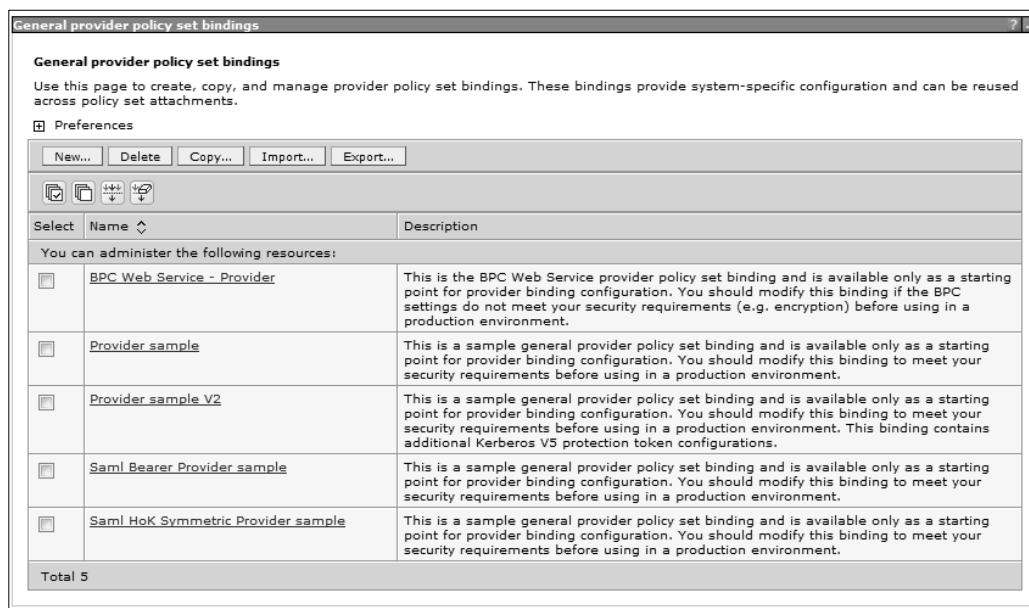 General provider policy set bindings ? -
General provider policy set bindings
Use this page to create, copy, and manage provider policy set bindings. These bindings provide system-specific configuration and can be reused
across policy set attachments.
Preferences
New... Delete Copy... Import... Export...
Select Name Description
You can administer the following resources:
BPC Web Service - Provider
This is the BPC Web Service provider policy set binding and is available only as a starting
point for provider binding configuration. You should modify this binding if the BPC
settings do not meet your security requirements (e.g. encryption) before using in a
production environment.
Provider sample
This is a sample general provider policy set binding and is available only as a starting
point for provider binding configuration. You should modify this binding to meet your
security requirements before using in a production environment.
Provider sample V2
This is a sample general provider policy set binding and is available only as a starting
point for provider binding configuration. You should modify this binding to meet your
security requirements before using in a production environment. This binding contains
additional Kerberos V5 protection token configurations.
Saml Bearer Provider sample
This is a sample general provider policy set binding and is available only as a starting
point for provider binding configuration. You should modify this binding to meet your
security requirements before using in a production environment.
Saml HoK Symmetric Provider sample
This is a sample general provider policy set binding and is available only as a starting
point for provider binding configuration. You should modify this binding to meet your
security requirements before using in a production environment.
Total 5